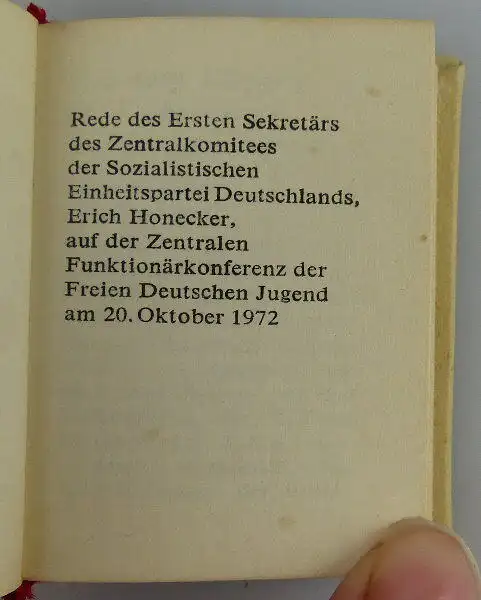 Rede des Ersten Sekretärs
des Zentralkomitees
der Sozialistischen
Einheitspartei Deutschlands,
Erich Honecker,
auf der Zentralen
Funktionärkonferenz der
Freien Deutschen Jugend
am 20. Oktober 1972